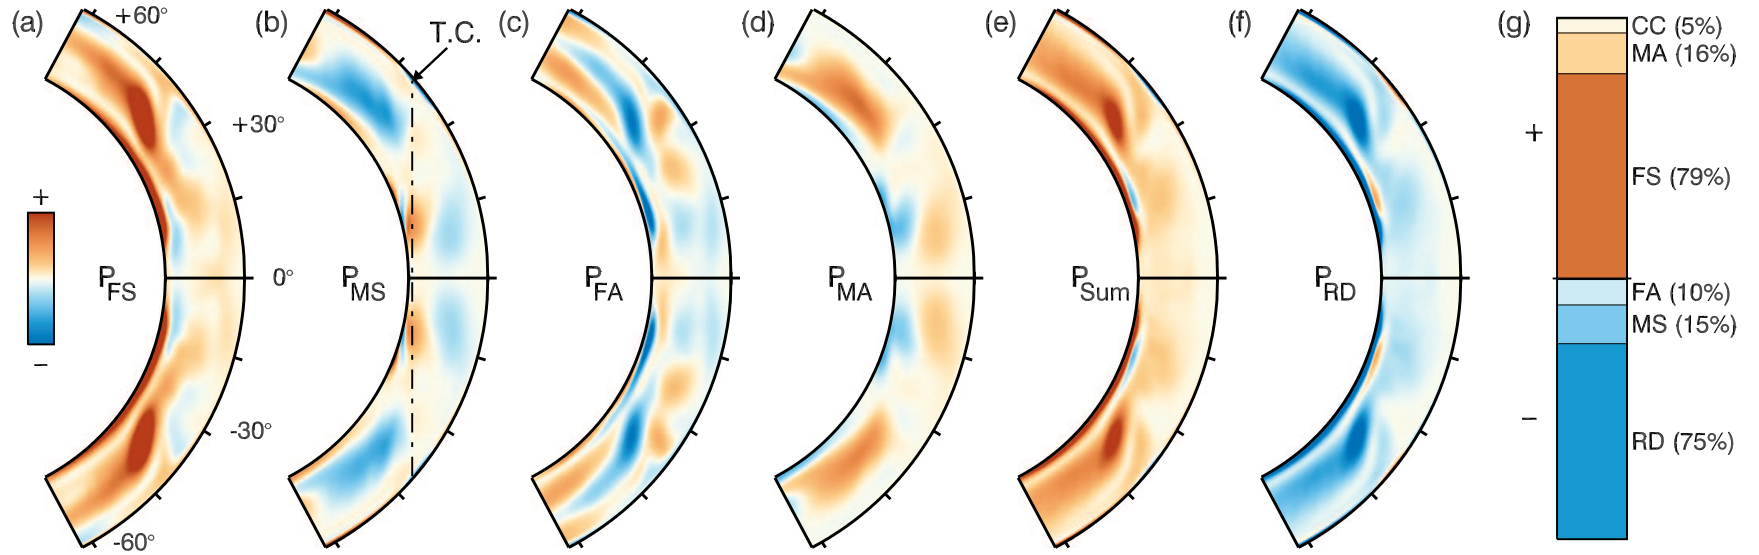 (a) +60° (b) (c) (d) (e) (f) (g)
T.C.
CC (5%)
MA (16%)
+30°
+
FS (79%)
+
−
0°
P_FS P_MS P_FA P_MA P_Sum P_RD
FA (10%)
MS (15%)
−
-30°
RD (75%)
-60°